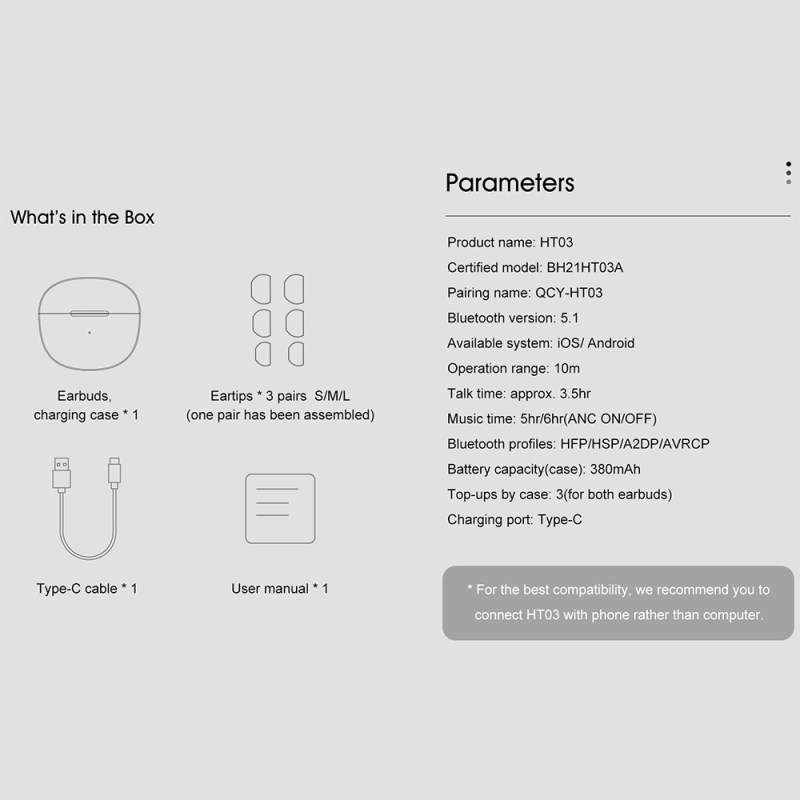 What's in the Box
Earbuds,
charging case * 1
Eartips * 3 pairs S/M/L
(one pair has been assembled)
Type-C cable * 1
User manual * 1
Parameters
Product name: HT03
Certified model: BH21HT03A
Pairing name: QCY-HT03
Bluetooth version: 5.1
Available system: iOS/ Android
Operation range: 10m
Talk time: approx. 3.5hr
Music time: 5hr/6hr(ANC ON/OFF)
Bluetooth profiles: HFP/HSP/A2DP/AVRCP
Battery capacity(case): 380mAh
Top-ups by case: 3(for both earbuds)
Charging port: Type-C
* For the best compatibility, we recommend you to
connect HT03 with phone rather than computer.